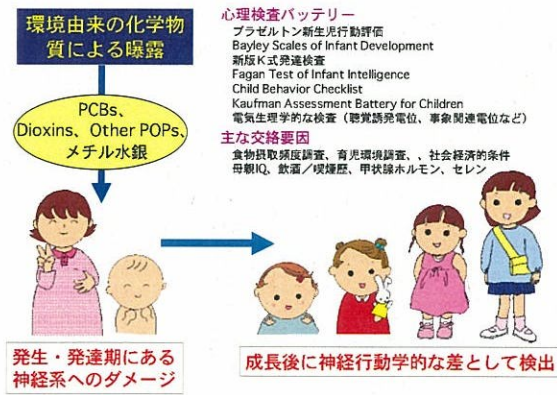 環境由来の化学物
質による曝露
PCBs、
Dioxins、Other POPs、
メチル水銀
心理検査バッテリー
ブラゼルトン新生児行動評価
Bayley Scales of Infant Development
新版K式発達検査
Fagan Test of Infant Intelligence
Child Behavior Checklist
Kaufman Assessment Battery for Children
電気生理学的な検査（聴覚誘発電位、事象関連電位など）
主な交絡要因
食物摂取頻度調査、育児環境調査、、社会経済的条件
母親IQ、飲酒／喫煙歴、甲状腺ホルモン、セレン
発生・発達期にある
神経系へのダメージ
成長後に神経行動学的な差として検出